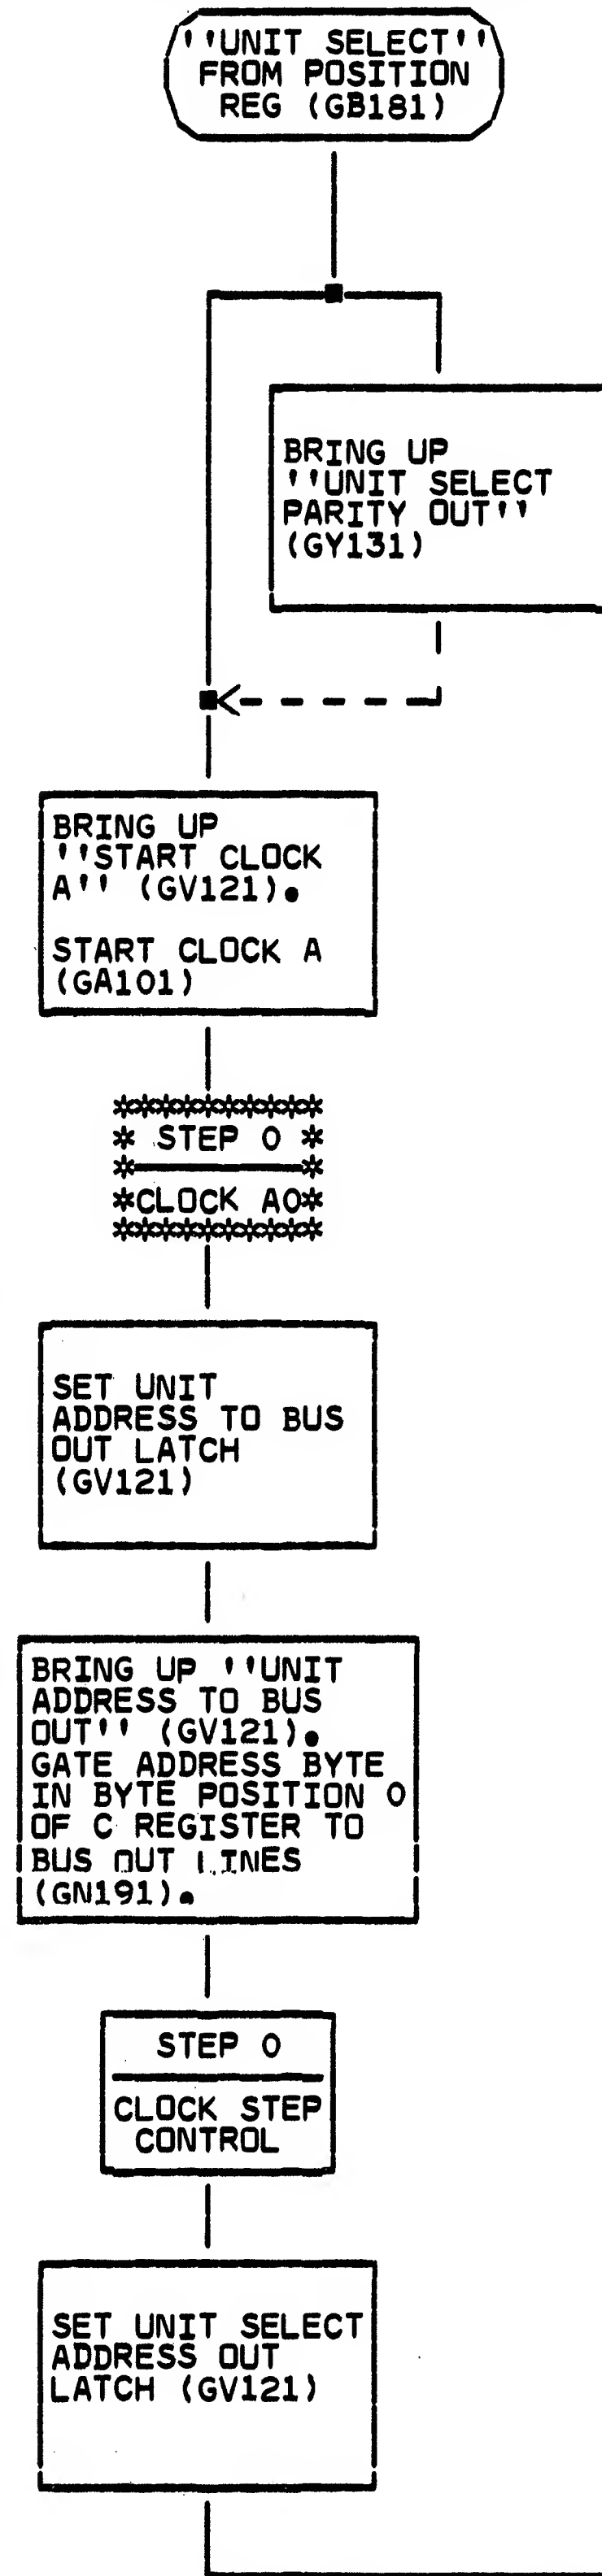 ''UNIT SELECT''
FROM POSITION
REG (GB181)
BRING UP
''UNIT SELECT
PARITY OUT''
(GY131)
BRING UP
''START CLOCK
A'' (GV121).
START CLOCK A
(GA101)
***********
* STEP 0 *
*CLOCK A0*
***********
SET UNIT
ADDRESS TO BUS
OUT LATCH
(GV121)
BRING UP ''UNIT
ADDRESS TO BUS
OUT'' (GV121).
GATE ADDRESS BYTE
IN BYTE POSITION 0
OF C REGISTER TO
BUS OUT LINES
(GN191).
STEP 0
CLOCK STEP
CONTROL
SET UNIT SELECT
ADDRESS OUT
LATCH (GV121)